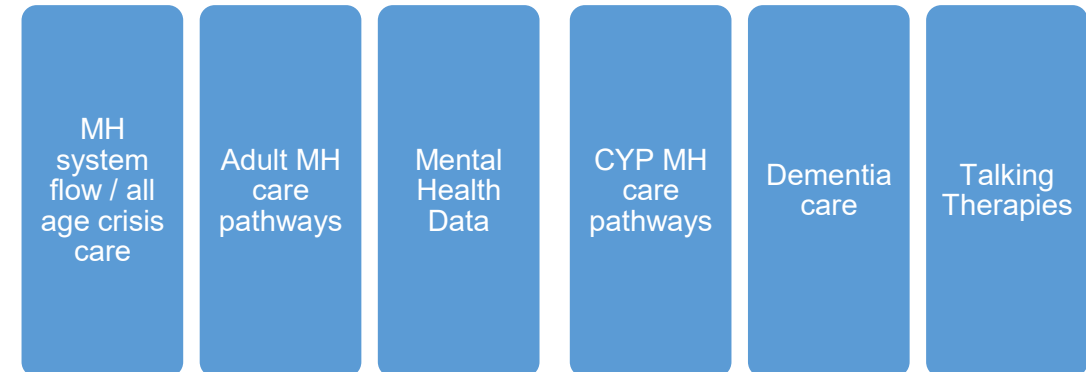 MH
system
flow / all
age crisis
care
Adult MH
care
pathways
Mental
Health
Data
CYP MH
care
pathways
Dementia
care
Talking
Therapies